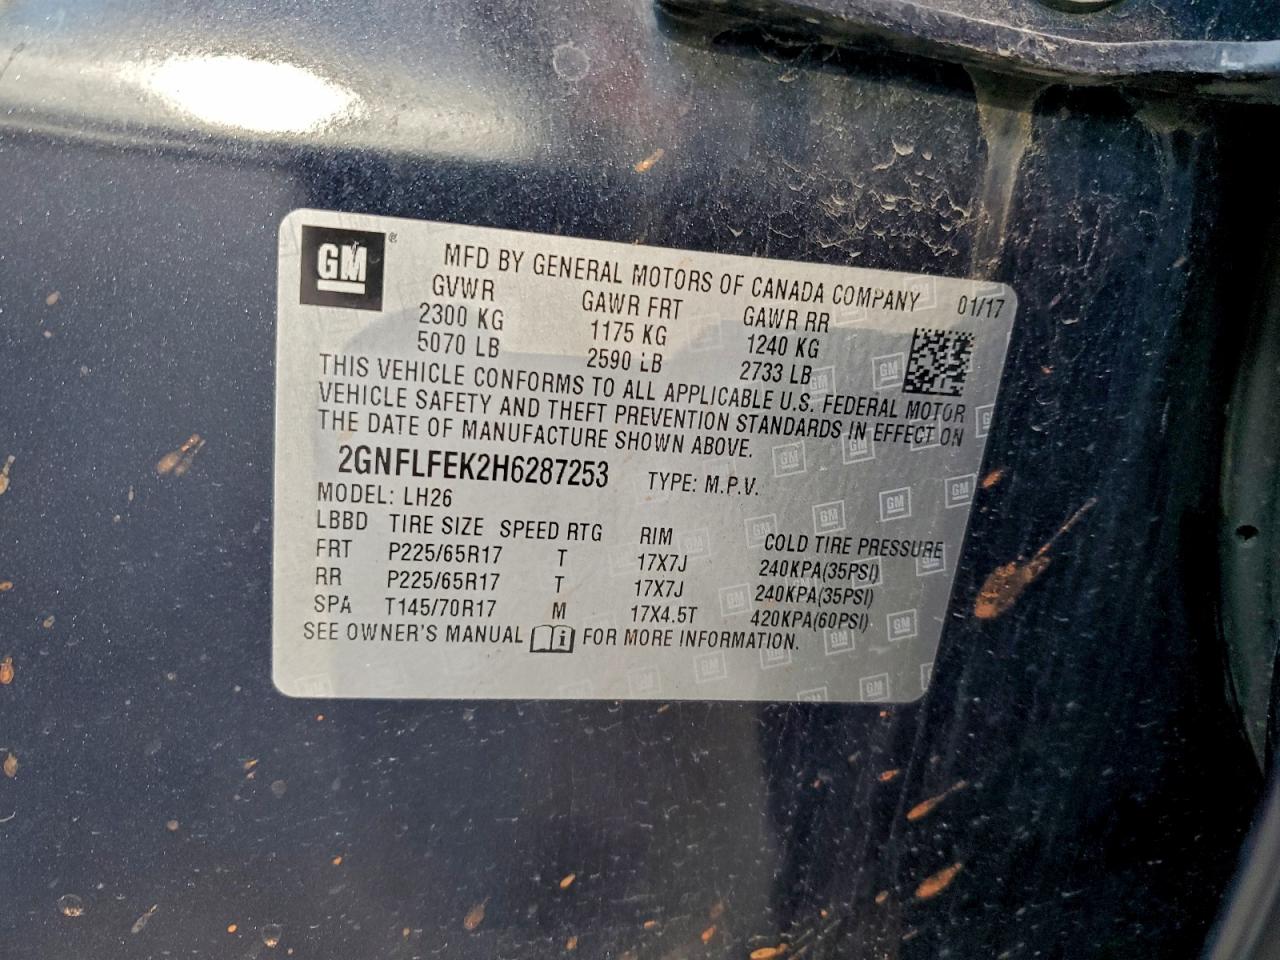 GM ® MFD BY GENERAL MOTORS OF CANADA COMPANY 01/17
GVWR GAWR FRT GAWR RR
2300 KG 1175 KG 1240 KG
5070 LB 2590 LB 2733 LB
THIS VEHICLE CONFORMS TO ALL APPLICABLE U.S. FEDERAL MOTOR
VEHICLE SAFETY AND THEFT PREVENTION STANDARDS IN EFFECT ON
THE DATE OF MANUFACTURE SHOWN ABOVE.
2GNFLFEK2H6287253 TYPE: M.P.V.
MODEL: LH26
LBBD TIRE SIZE SPEED RTG RIM COLD TIRE PRESSURE
FRT P225/65R17 T 17X7J 240KPA(35PSI)
RR P225/65R17 T 17X7J 240KPA(35PSI)
SPA T145/70R17 M 17X4.5T 420KPA(60PSI)
SEE OWNER'S MANUAL i FOR MORE INFORMATION.